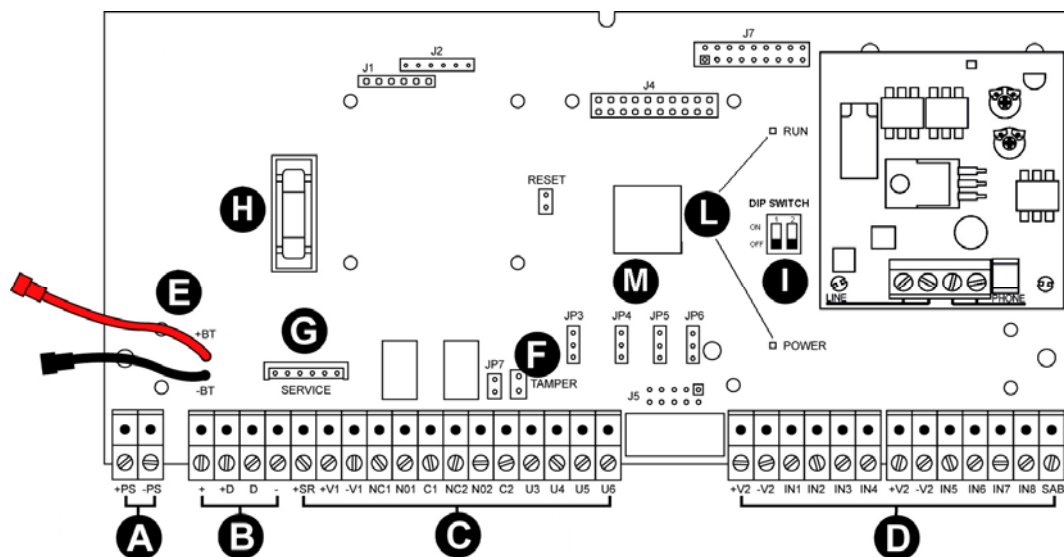 J7
J2
J1
J4
RUN
RESET
H
L
DIP SWITCH
1 2
ON
OFF
E
M
I
LINE PHONE
+BT
G
JP3 JP4 JP5 JP6
F
POWER
-BT
SERVICE
JP7
TAMPER
J5
+PS -PS + +D D - +SR +V1 -V1 NC1 N01 C1 NC2 N02 C2 U3 U4 U5 U6 +V2 -V2 IN1 IN2 IN3 IN4 +V2 -V2 IN5 IN6 IN7 IN8 SAB
A B C D